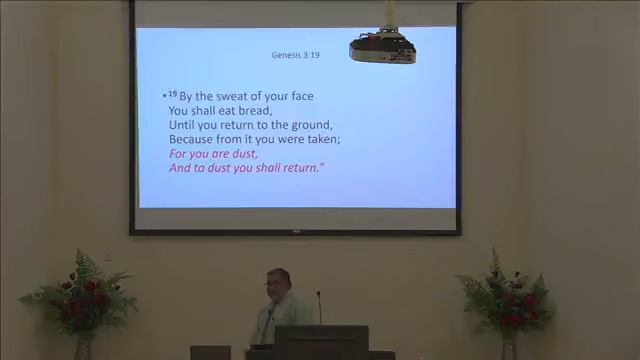 Genesis 3:19
•19 By the sweat of your face
You shall eat bread,
Until you return to the ground,
Because from it you were taken;
For you are dust,
And to dust you shall return.”